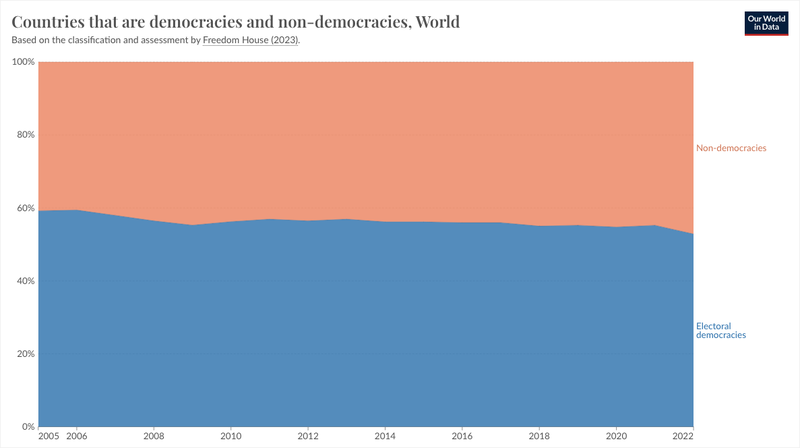 Countries that are democracies and non-democracies, World
Based on the classification and assessment by Freedom House (2023).
Our World
in Data
100%
80%
60%
40%
20%
0%
Non-democracies
Electoral
democracies
2005 2006 2008 2010 2012 2014 2016 2018 2020 2022